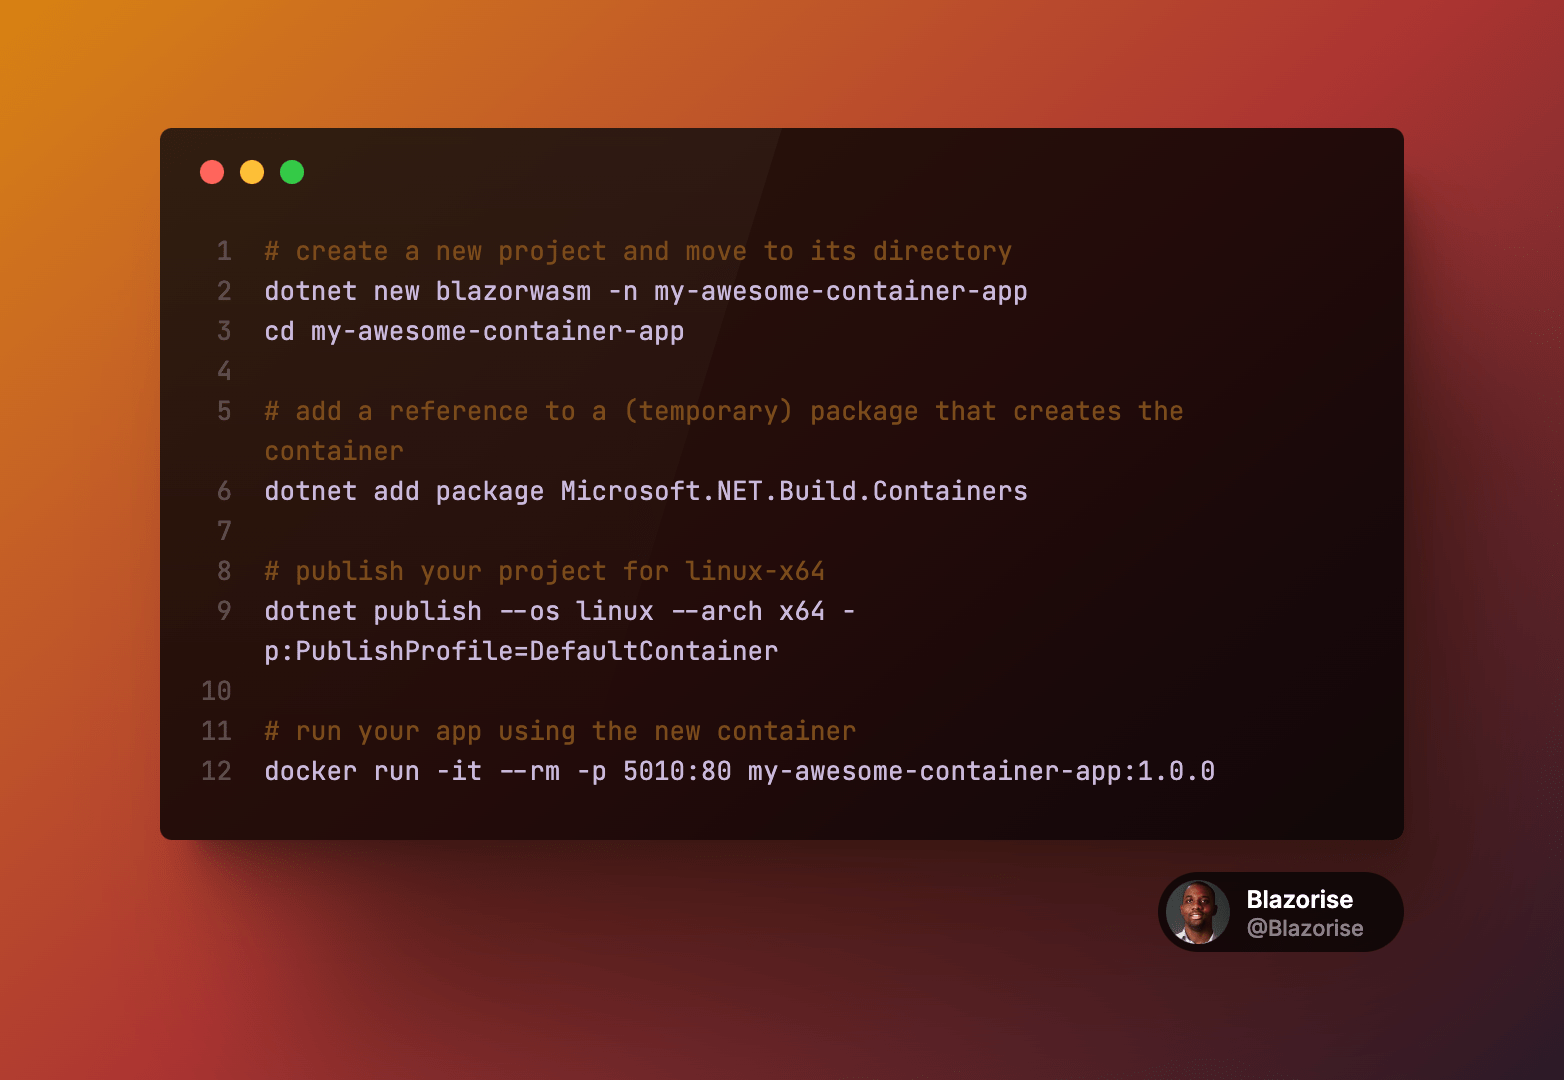 1 # create a new project and move to its directory
2 dotnet new blazorwasm -n my-awesome-container-app
3 cd my-awesome-container-app
4
5 # add a reference to a (temporary) package that creates the
container
6 dotnet add package Microsoft.NET.Build.Containers
7
8 # publish your project for linux-x64
9 dotnet publish --os linux --arch x64 -
p:PublishProfile=DefaultContainer
10
11 # run your app using the new container
12 docker run -it --rm -p 5010:80 my-awesome-container-app:1.0.0
Blazorise
@Blazorise